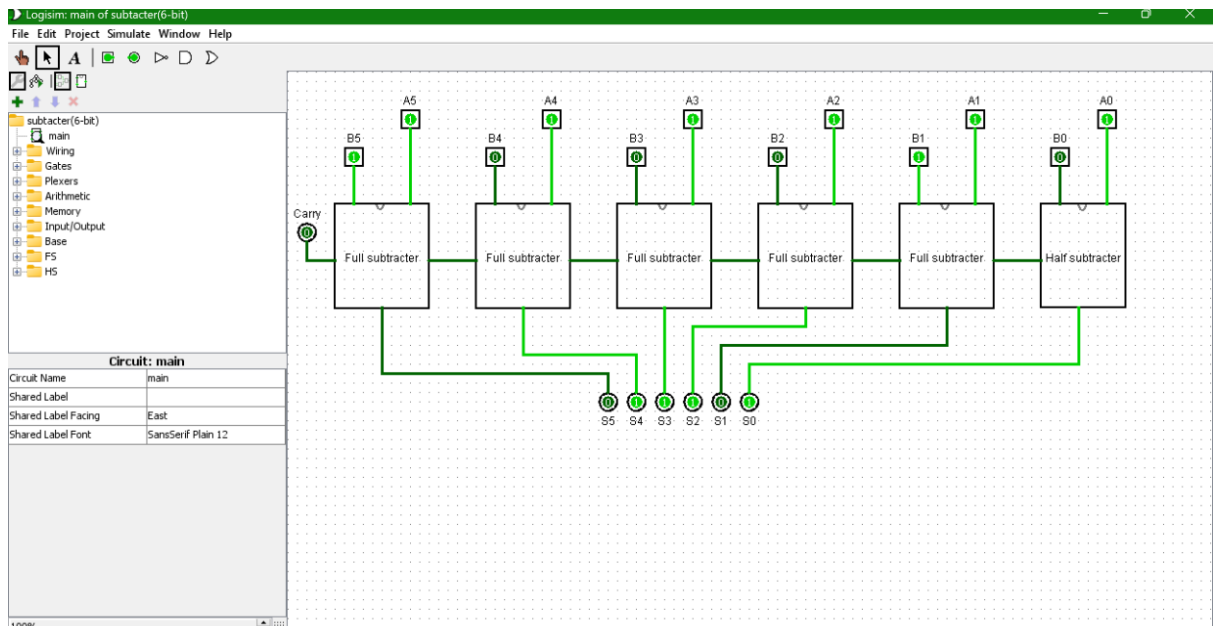 Logisim: main of subtacter(6-bit)
File Edit Project Simulate Window Help
A
subtacter(6-bit)
main
Wiring
Gates
Plexers
Arithmetic
Memory
Input/Output
Base
FS
HS
Circuit: main
Circuit Name main
Shared Label
Shared Label Facing East
Shared Label Font SansSerif Plain 12
100%
A5 A4 A3 A2 A1 A0
1 1 1 1 1 1
B5 B4 B3 B2 B1 B0
1 0 0 0 1 0
Carry
0
Full subtracter Full subtracter Full subtracter Full subtracter Full subtracter Half subtracter
0 1 1 1 0 1
S5 S4 S3 S2 S1 S0